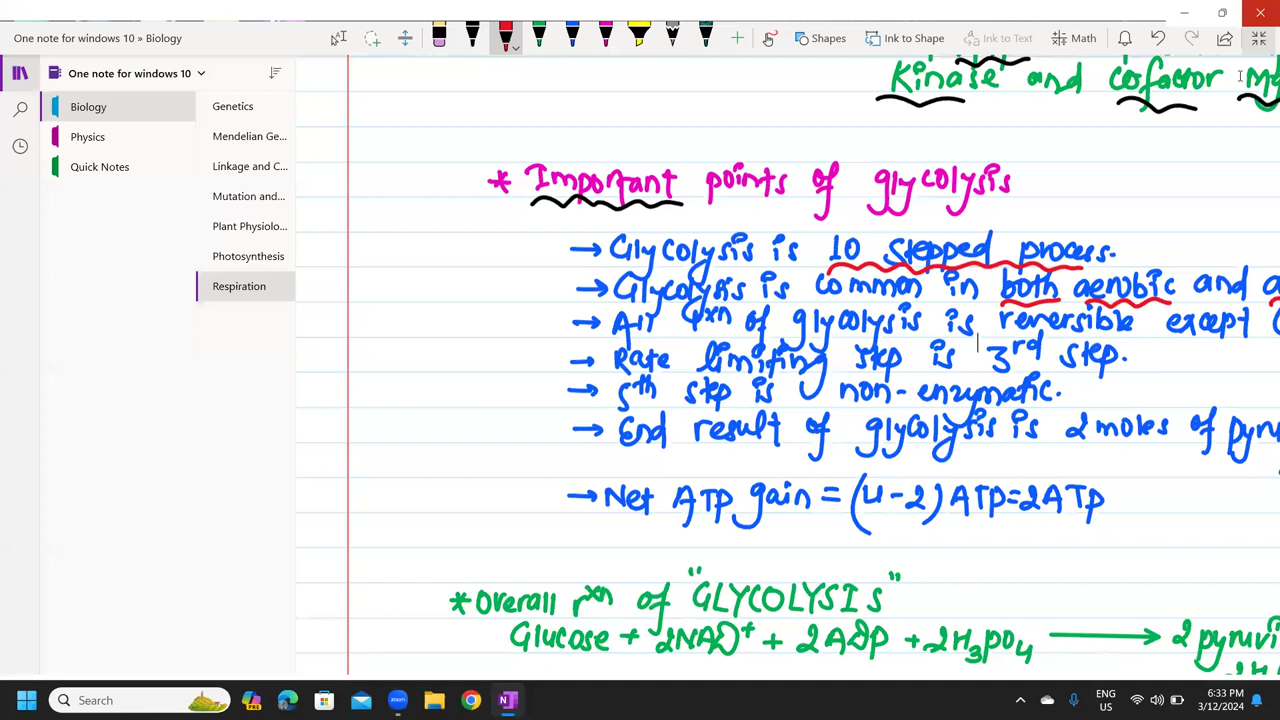 One note for windows 10 » Biology
Shapes
Ink to Shape
Ink to Text
Math
One note for windows 10
Biology
Physics
Quick Notes
Genetics
Mendelian Ge...
Linkage and C...
Mutation and...
Plant Physiolo...
Photosynthesis
Respiration
Kinase and cofactor Mg
* Important points of glycolysis
→ Glycolysis is 10 stepped process.
→ Glycolysis is common in both aerobic and a
→ All rxn of glycolysis is reversible except
→ Rate limiting step is 3rd step.
→ 5th step is non-enzymatic.
→ End result of glycolysis is 2 moles of pyru
→ Net ATP gain = (4-2) ATP = 2ATP
* Overall rxn of "GLYCOLYSIS"
Glucose + 2NAD+ + 2ADP + 2H3PO4 → 2 pyruvi
Search
ENG
US
6:33 PM
3/12/2024